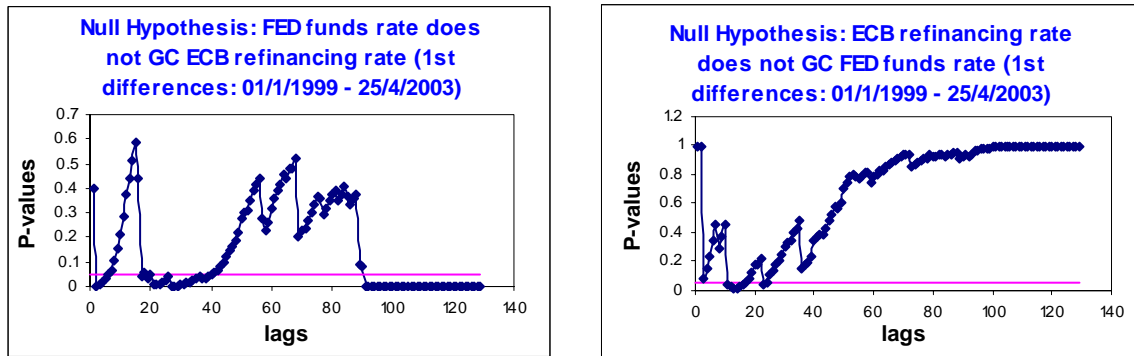 Null Hypothesis: FED funds rate does
not GC ECB refinancing rate (1st
differences: 01/1/1999 - 25/4/2003)
P-values
0.7
0.6
0.5
0.4
0.3
0.2
0.1
0
0 20 40 60 80 100 120 140
lags
Null Hypothesis: ECB refinancing rate
does not GC FED funds rate (1st
differences: 01/1/1999 - 25/4/2003)
P-values
1.2
1
0.8
0.6
0.4
0.2
0
0 20 40 60 80 100 120 140
lags